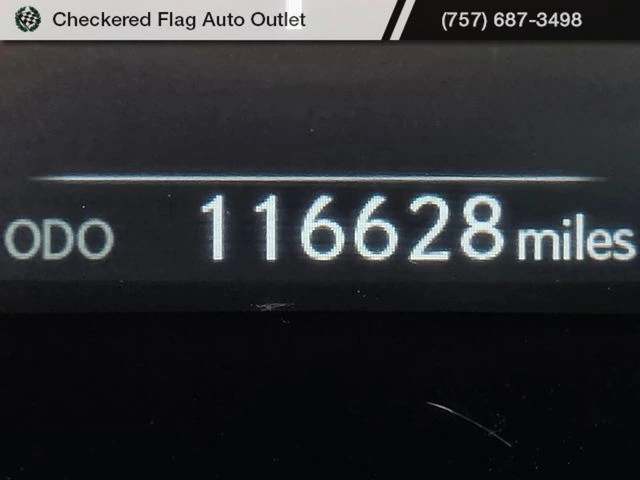 Checkered Flag Auto Outlet (757) 687-3498
ODO 116628 miles